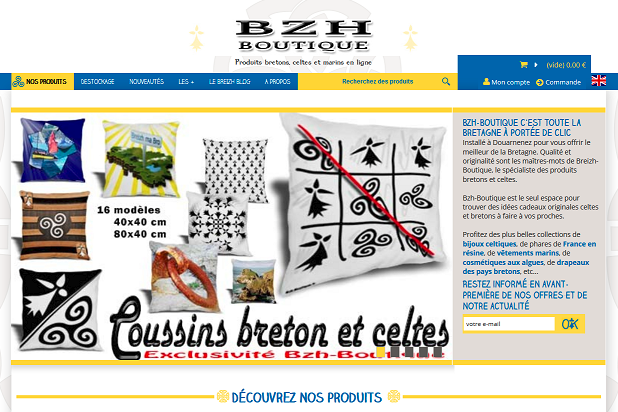 BZH
BOUTIQUE
Produits bretons, celtes et marins en ligne
(vide) 0,00 €
NOS PRODUITS DESTOCKAGE NOUVEAUTÉS LES + LE BREIZH BLOG A PROPOS Recherchez des produits Mon compte Commande
16 modèles
40x40 cm
80x40 cm
Coussins breton et celtes
Exclusivité Bzh-Boutique
BZH-BOUTIQUE C'EST TOUTE LA
BRETAGNE À PORTÉE DE CLIC
Installé à Douarnenez pour vous offrir le
meilleur de la Bretagne. Qualité et
originalité sont les maîtres-mots de Breizh-
Boutique, le spécialiste des produits
bretons et celtes.
Bzh-Boutique est le seul espace pour
trouver des idées cadeaux originales celtes
et bretons à faire à vos proches.
Profitez des plus belles collections de
bijoux celtiques, de phares de France en
résine, de vêtements marins, de
cosmétiques aux algues, de drapeaux
des pays bretons, etc...
RESTEZ INFORMÉ EN AVANT-
PREMIÈRE DE NOS OFFRES ET DE
NOTRE ACTUALITÉ
votre e-mail OK
DÉCOUVREZ NOS PRODUITS